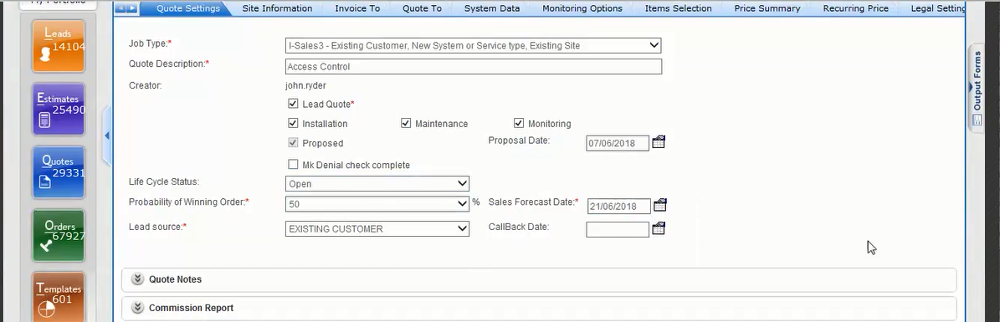 Quote Settings Site Information Invoice To Quote To System Data Monitoring Options Items Selection Price Summary Recurring Price Legal Setting
Leads
14104
Estimates
25490
Quotes
29331
Orders
67927
Templates
601
Job Type:* I-Sales3 - Existing Customer, New System or Service type, Existing Site
Quote Description:* Access Control
Creator: john.ryder
Lead Quote*
Installation Maintenance Monitoring
Proposed Proposal Date: 07/06/2018
Mk Denial check complete
Life Cycle Status: Open
Probability of Winning Order:* 50 % Sales Forecast Date:* 21/06/2018
Lead source:* EXISTING CUSTOMER CallBack Date:
Quote Notes
Commission Report
Output Forms